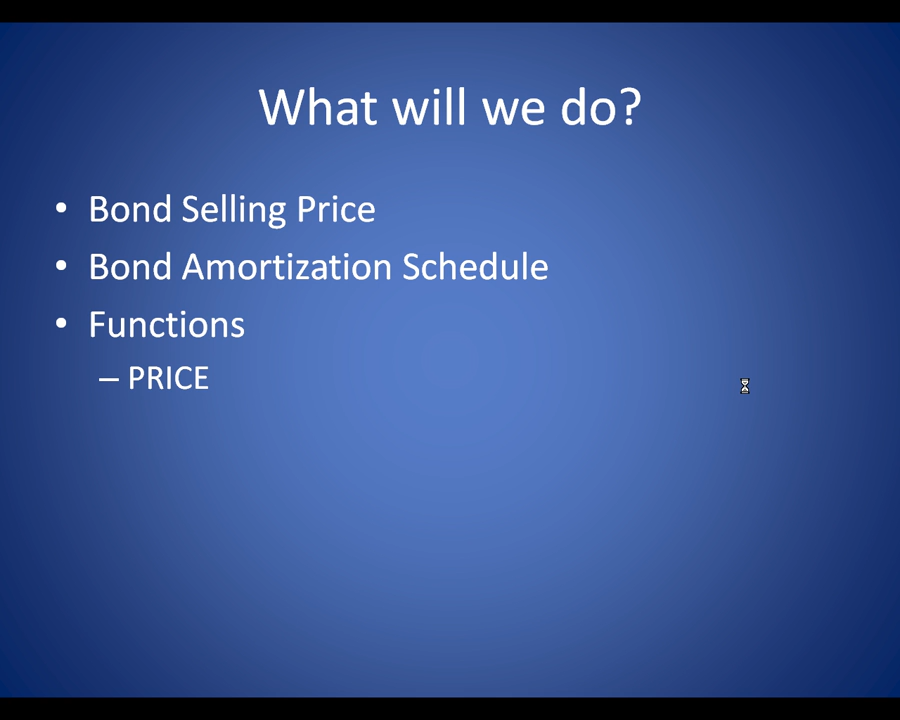 What will we do?
• Bond Selling Price
• Bond Amortization Schedule
• Functions
– PRICE